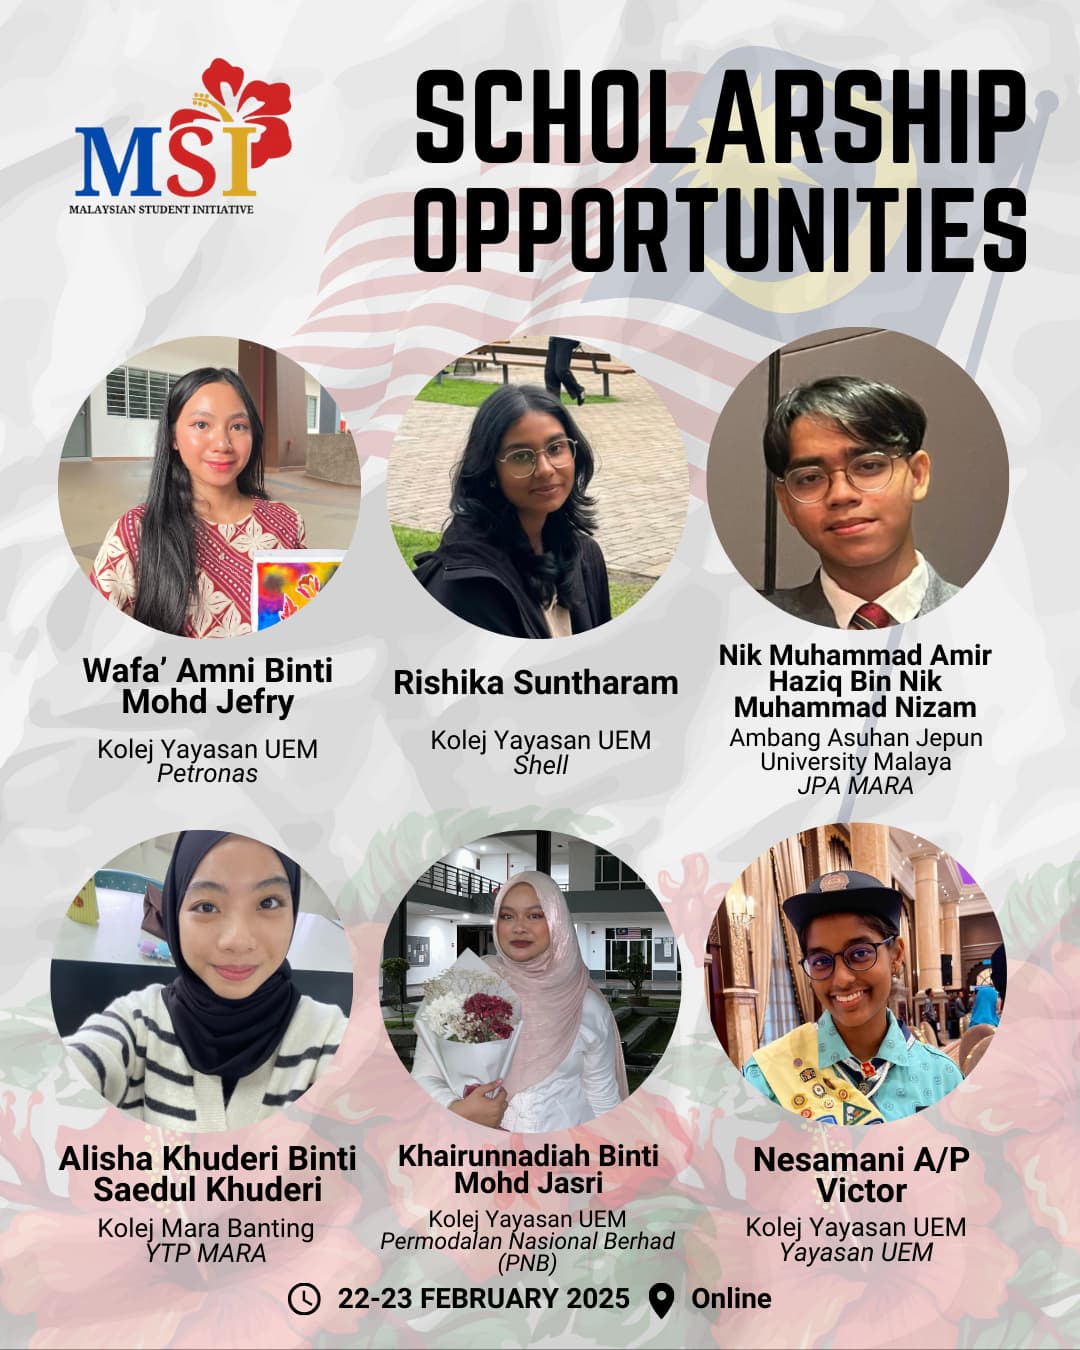 MSI
MALAYSIAN STUDENT INITIATIVE
SCHOLARSHIP
OPPORTUNITIES
Wafa’ Amni Binti
Mohd Jefry
Kolej Yayasan UEM
Petronas
Rishika Suntharam
Kolej Yayasan UEM
Shell
Nik Muhammad Amir
Haziq Bin Nik
Muhammad Nizam
Ambang Asuhan Jepun
University Malaya
JPA MARA
Alisha Khuderi Binti
Saedul Khuderi
Kolej Mara Banting
YTP MARA
Khairunnadiah Binti
Mohd Jasri
Kolej Yayasan UEM
Permodalan Nasional Berhad
(PNB)
Nesamani A/P
Victor
Kolej Yayasan UEM
Yayasan UEM
22-23 FEBRUARY 2025 Online